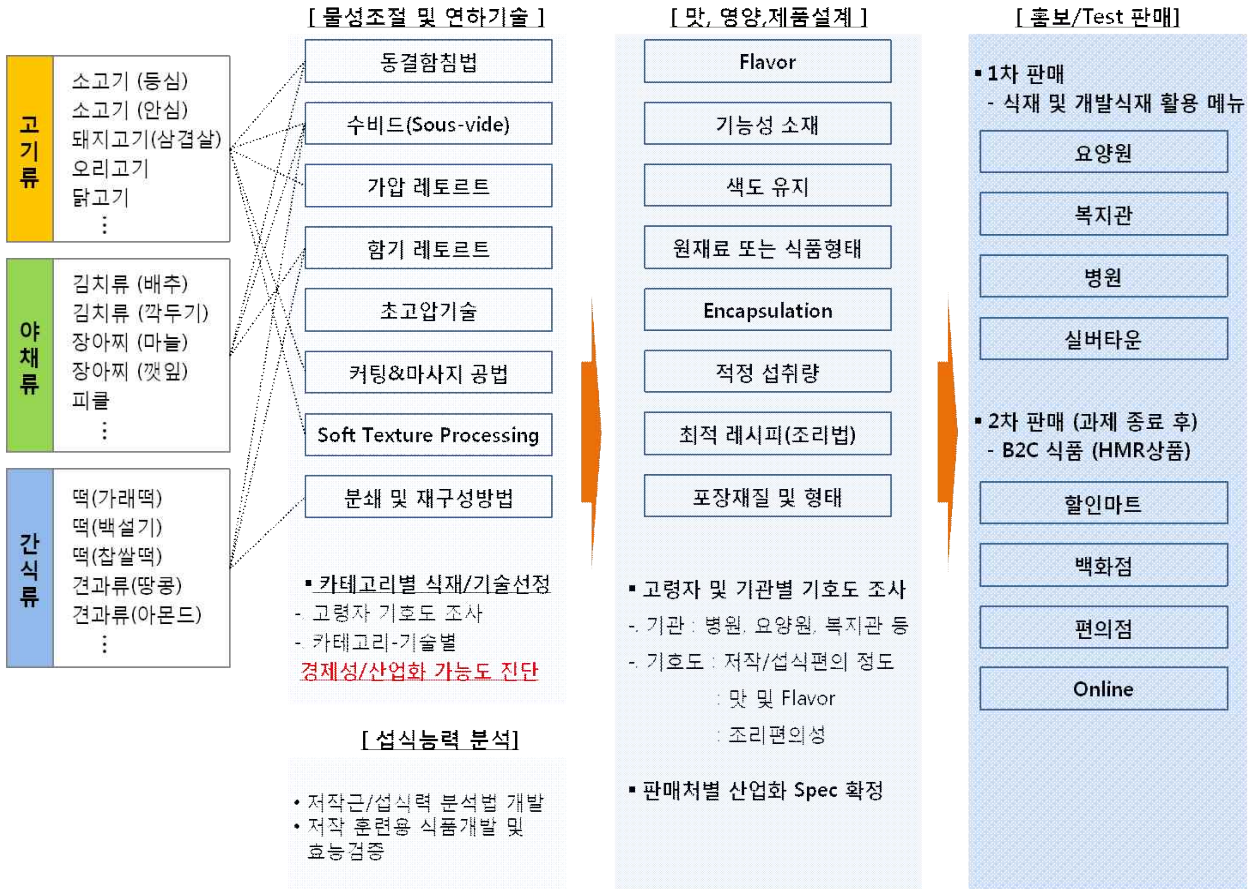 [ 물성조절 및 연하기술 ]
[ 맛, 영양,제품설계 ]
[ 홍보/Test 판매]
고기류
소고기 (등심)
소고기 (안심)
돼지고기(삼겹살)
오리고기
닭고기
⋮
야채류
김치류 (배추)
김치류 (깍두기)
장아찌 (마늘)
장아찌 (깻잎)
피클
⋮
간식류
떡(가래떡)
떡(백설기)
떡(찹쌀떡)
견과류(땅콩)
견과류(아몬드)
⋮
동결함침법
수비드(Sous-vide)
가압 레토르트
함기 레토르트
초고압기술
커팅&마사지 공법
Soft Texture Processing
분쇄 및 재구성방법
▪ 카테고리별 식재/기술선정
-. 고령자 기호도 조사
-. 카테고리-기술별
경제성/산업화 가능도 진단
[ 섭식능력 분석]
• 저작근/섭식력 분석법 개발
• 저작 훈련용 식품개발 및
효능검증
Flavor
기능성 소재
색도 유지
원재료 또는 식품형태
Encapsulation
적정 섭취량
최적 레시피(조리법)
포장재질 및 형태
▪ 고령자 및 기관별 기호도 조사
-. 기관 : 병원, 요양원, 복지관 등
-. 기호도 : 저작/섭식편의 정도
: 맛 및 Flavor
: 조리편의성
▪ 판매처별 산업화 Spec 확정
▪ 1차 판매
- 식재 및 개발식재 활용 메뉴
요양원
복지관
병원
실버타운
▪ 2차 판매 (과제 종료 후)
- B2C 식품 (HMR상품)
할인마트
백화점
편의점
Online